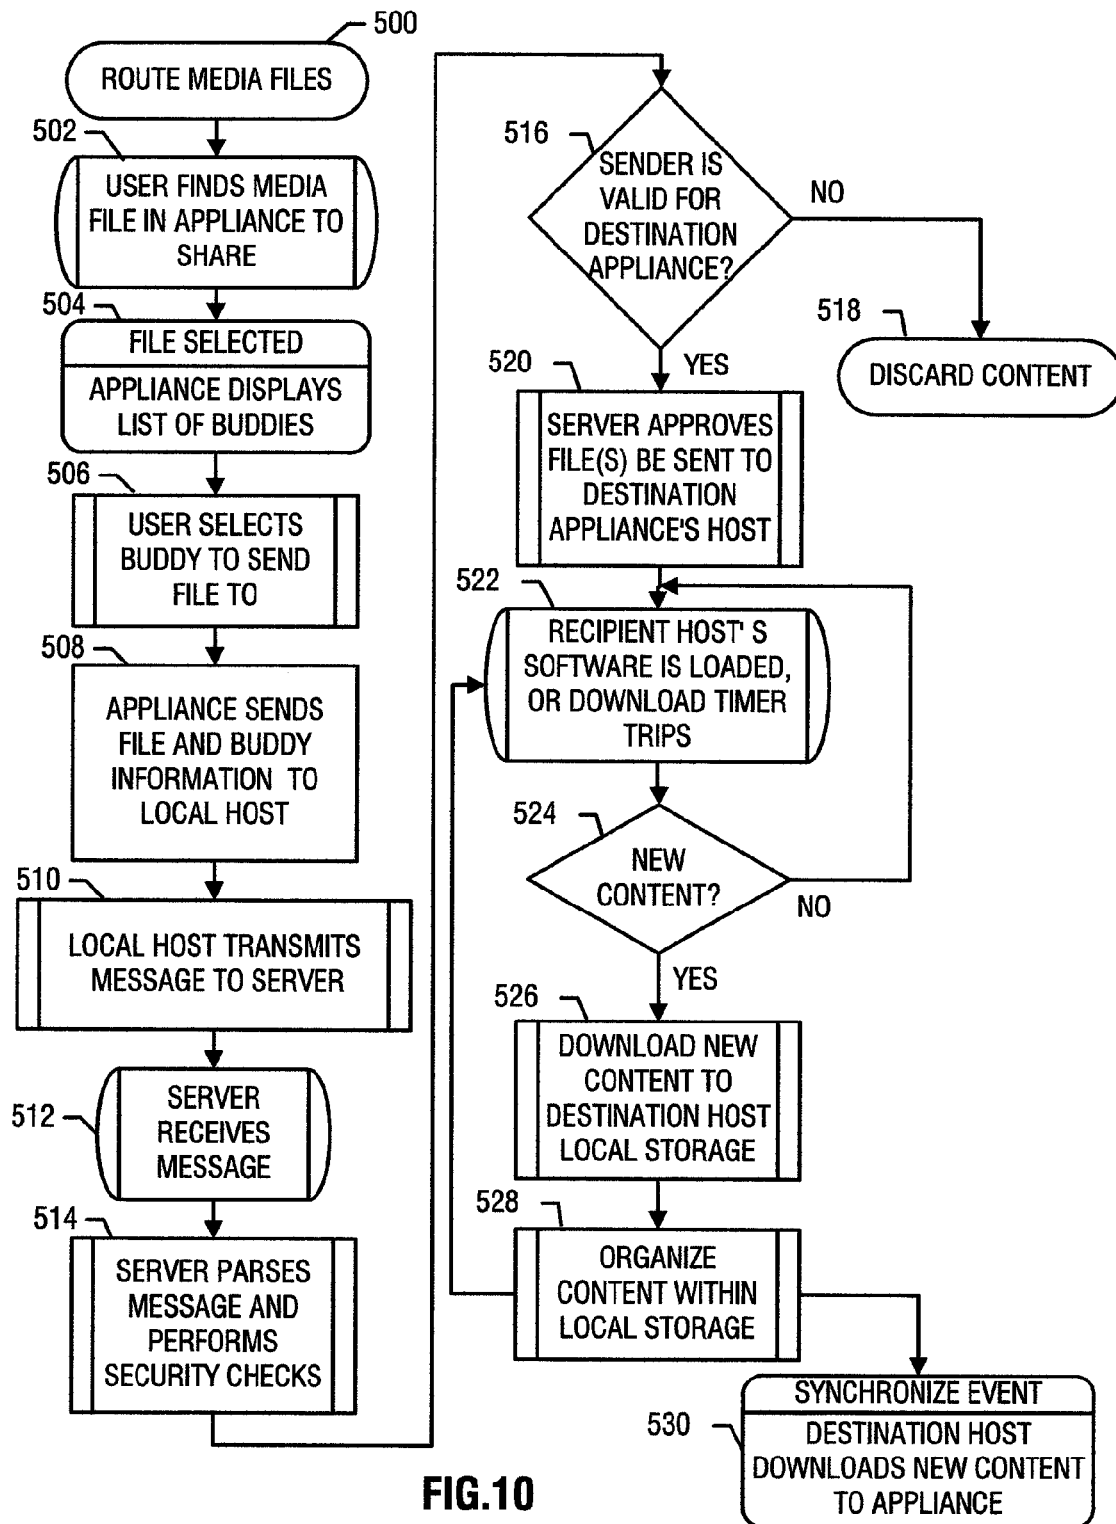 500
ROUTE MEDIA FILES
502
USER FINDS MEDIA
FILE IN APPLIANCE TO
SHARE
504
FILE SELECTED
APPLIANCE DISPLAYS
LIST OF BUDDIES
506
USER SELECTS
BUDDY TO SEND
FILE TO
508
APPLIANCE SENDS
FILE AND BUDDY
INFORMATION TO
LOCAL HOST
510
LOCAL HOST TRANSMITS
MESSAGE TO SERVER
512
SERVER
RECEIVES
MESSAGE
514
SERVER PARSES
MESSAGE AND
PERFORMS
SECURITY CHECKS
516
SENDER IS
VALID FOR
DESTINATION
APPLIANCE?
NO
518
DISCARD CONTENT
YES
520
SERVER APPROVES
FILE(S) BE SENT TO
DESTINATION
APPLIANCE'S HOST
522
RECIPIENT HOST' S
SOFTWARE IS LOADED,
OR DOWNLOAD TIMER
TRIPS
524
NEW
CONTENT?
NO
YES
526
DOWNLOAD NEW
CONTENT TO
DESTINATION HOST
LOCAL STORAGE
528
ORGANIZE
CONTENT WITHIN
LOCAL STORAGE
530
SYNCHRONIZE EVENT
DESTINATION HOST
DOWNLOADS NEW CONTENT
TO APPLIANCE
FIG.10